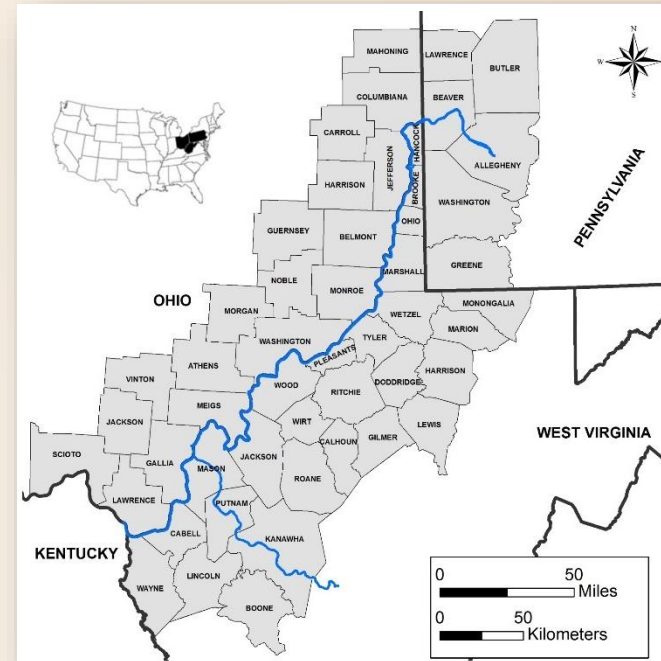 N
W E
S
MAHONING
LAWRENCE
BUTLER
COLUMBIANA
BEAVER
CARROLL
JEFFERSON
HANCOCK
BROOKE
ALLEGHENY
HARRISON
WASHINGTON
PENNSYLVANIA
OHIO
GUERNSEY
BELMONT
MARSHALL
GREENE
NOBLE
MONROE
OHIO
MORGAN
WETZEL
MONONGALIA
MARION
WASHINGTON
TYLER
PLEASANTS
ATHENS
WOOD
DODDRIDGE
HARRISON
VINTON
RITCHIE
MEIGS
WIRT
JACKSON
CALHOUN
GILMER
LEWIS
WEST VIRGINIA
SCIOTO
GALLIA
MASON
JACKSON
ROANE
LAWRENCE
PUTNAM
CABELL
KANAWHA
KENTUCKY
WAYNE
LINCOLN
BOONE
0 50
Miles
0 50
Kilometers